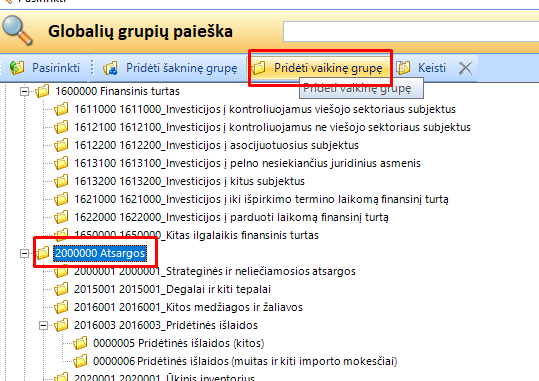 Globalių grupių paieška
Pasirinkti Pridėti šakninę grupę Pridėti vaikinę grupę Keisti
Pridėti vaikinę grupę
1600000 Finansinis turtas
1611000 1611000_Investicijos į kontroliuojamus viešojo sektoriaus subjektus
1612100 1612100_Investicijos į kontroliuojamus ne viešojo sektoriaus subjektus
1612200 1612200_Investicijos į asocijuotuosius subjektus
1613100 1613100_Investicijos į pelno nesiekiančius juridinius asmenis
1613200 1613200_Investicijos į kitus subjektus
1621000 1621000_Investicijos į iki išpirkimo termino laikomą finansinį turtą
1622000 1622000_Investicijos į parduoti laikomą finansinį turtą
1650000 1650000_Kitas ilgalaikis finansinis turtas
2000000 Atsargos
2000001 2000001_Strateginės ir neliečiamosios atsargos
2015001 2015001_Degalai ir kiti tepalai
2016001 2016001_Kitos medžiagos ir žaliavos
2016003 2016003_Pridėtinės išlaidos
0000005 Pridėtinės išlaidos (kitos)
0000006 Pridėtinės išlaidos (muitas ir kiti importo mokesčiai)
2020001 2020001_Ūkinis inventorius